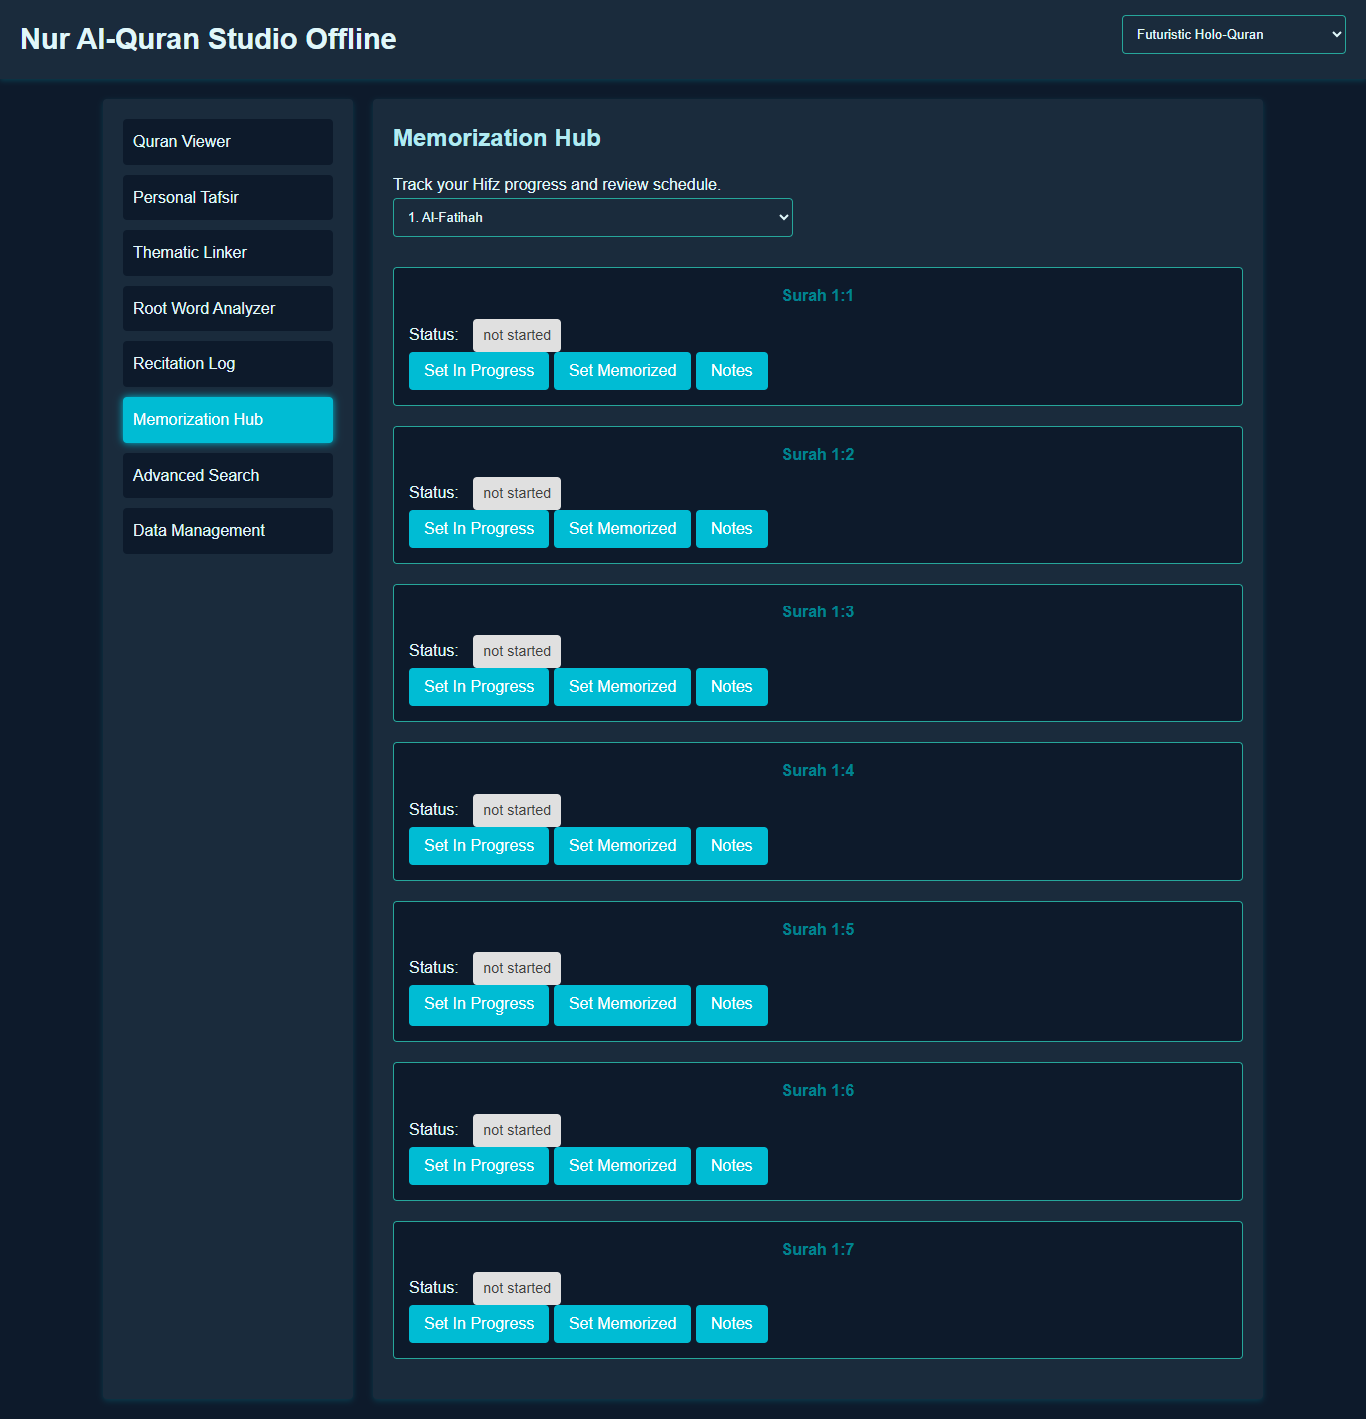 Nur Al-Quran Studio Offline
Futuristic Holo-Quran
Quran Viewer
Personal Tafsir
Thematic Linker
Root Word Analyzer
Recitation Log
Memorization Hub
Advanced Search
Data Management
Memorization Hub
Track your Hifz progress and review schedule.
1. Al-Fatihah
Surah 1:1
Status: not started
Set In Progress Set Memorized Notes
Surah 1:2
Status: not started
Set In Progress Set Memorized Notes
Surah 1:3
Status: not started
Set In Progress Set Memorized Notes
Surah 1:4
Status: not started
Set In Progress Set Memorized Notes
Surah 1:5
Status: not started
Set In Progress Set Memorized Notes
Surah 1:6
Status: not started
Set In Progress Set Memorized Notes
Surah 1:7
Status: not started
Set In Progress Set Memorized Notes